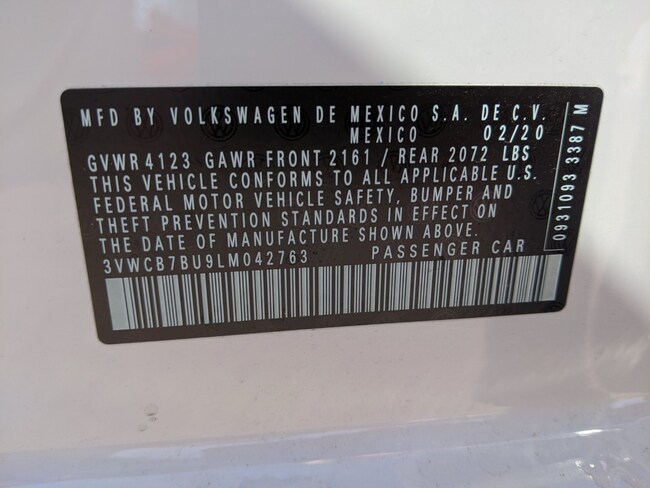 MFD BY VOLKSWAGEN DE MEXICO S.A. DE C.V.
MEXICO 02/20
GVWR 4123 GAWR FRONT 2161 / REAR 2072 LBS
THIS VEHICLE CONFORMS TO ALL APPLICABLE U.S.
FEDERAL MOTOR VEHICLE SAFETY, BUMPER AND
THEFT PREVENTION STANDARDS IN EFFECT ON
THE DATE OF MANUFACTURE SHOWN ABOVE.
3VWCB7BU9LM042763 PASSENGER CAR
0931093 3387 M